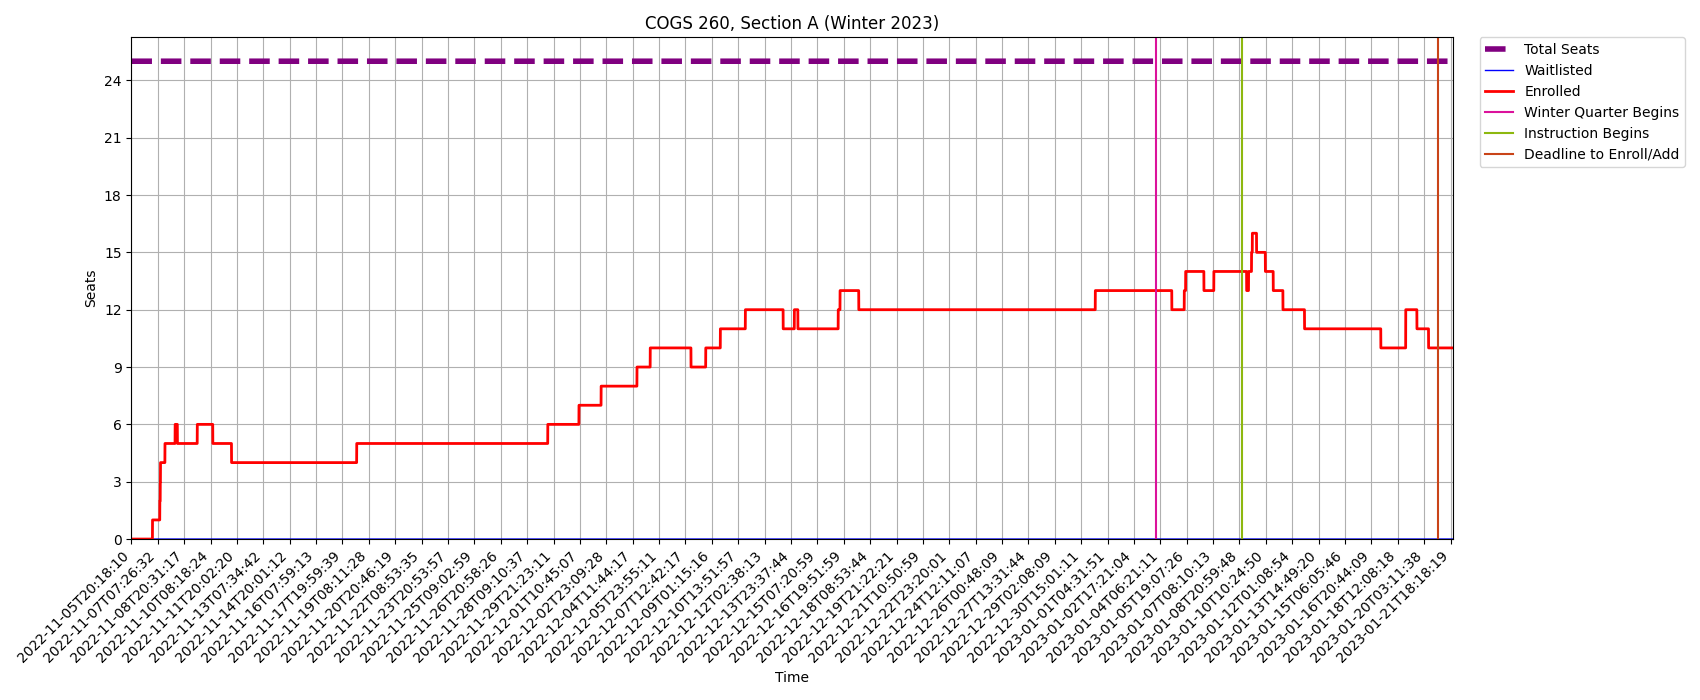 COGS 260, Section A (Winter 2023)
Total Seats
Waitlisted
Enrolled
Winter Quarter Begins
Instruction Begins
Deadline to Enroll/Add
Seats
24
21
18
15
12
9
6
3
0
2022-11-05T20:18:10
2022-11-07T07:26:32
2022-11-08T20:31:17
2022-11-10T08:18:24
2022-11-11T20:02:20
2022-11-13T07:34:42
2022-11-14T20:01:12
2022-11-16T07:59:13
2022-11-17T19:59:39
2022-11-19T08:11:28
2022-11-20T20:46:19
2022-11-22T08:53:35
2022-11-23T20:53:57
2022-11-25T09:02:59
2022-11-26T20:58:26
2022-11-28T09:10:37
2022-11-29T21:23:11
2022-12-01T10:45:07
2022-12-02T23:09:28
2022-12-04T11:44:17
2022-12-05T23:55:11
2022-12-07T12:42:17
2022-12-09T01:15:16
2022-12-10T13:51:57
2022-12-12T02:38:13
2022-12-13T23:37:44
2022-12-15T07:20:59
2022-12-16T19:51:59
2022-12-18T08:53:44
2022-12-19T21:22:21
2022-12-21T10:50:59
2022-12-22T23:20:01
2022-12-24T12:11:07
2022-12-26T00:48:09
2022-12-27T13:31:44
2022-12-29T02:08:09
2022-12-30T15:01:11
2023-01-01T04:31:51
2023-01-02T17:21:04
2023-01-04T06:21:11
2023-01-05T19:07:26
2023-01-07T08:10:13
2023-01-08T20:59:48
2023-01-10T10:24:50
2023-01-12T01:08:54
2023-01-13T14:49:20
2023-01-15T06:05:46
2023-01-16T20:44:09
2023-01-18T12:08:18
2023-01-20T03:11:38
2023-01-21T18:18:19
Time